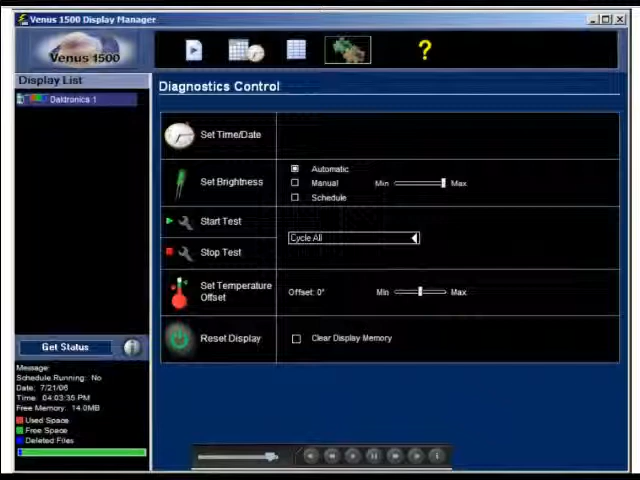 Venus 1500 Display Manager
Venus 1500
?
Display List
Daktronics 1
Diagnostics Control
Set Time/Date
Set Brightness
Automatic
Manual
Min
Max
Schedule
Start Test
Cycle All
Stop Test
Set Temperature
Offset
Offset: 0°
Min
Max
Reset Display
Clear Display Memory
Get Status
Message:
Schedule Running: No
Date: 7/21/06
Time: 04:03:35 PM
Free Memory: 14.0MB
Used Space
Free Space
Deleted Files